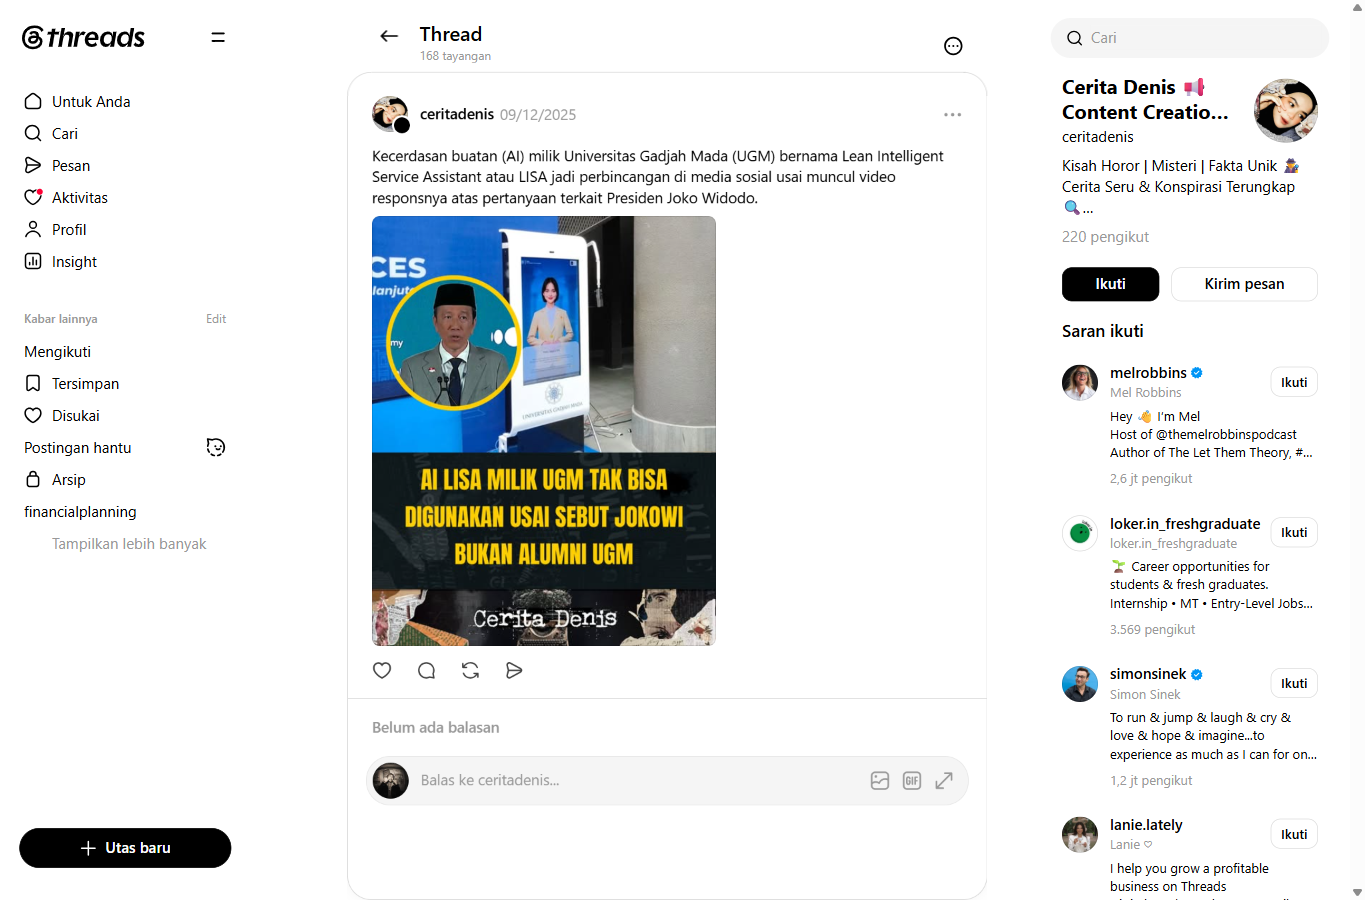 threads
Untuk Anda
Cari
Pesan
Aktivitas
Profil
Insight
Kabar lainnya
Edit
Mengikuti
Tersimpan
Disukai
Postingan hantu
Arsip
financialplanning
Tampilkan lebih banyak
Utas baru
Thread
168 tayangan
ceritadenis 09/12/2025
Kecerdasan buatan (AI) milik Universitas Gadjah Mada (UGM) bernama Lean Intelligent
Service Assistant atau LISA jadi perbincangan di media sosial usai muncul video
responsnya atas pertanyaan terkait Presiden Joko Widodo.
CES
lanjut
my
UNIVERSITAS GADJAH MADA
AI LISA MILIK UGM TAK BISA
DIGUNAKAN USAI SEBUT JOKOWI
BUKAN ALUMNI UGM
Cerita Denis
Belum ada balasan
Balas ke ceritadenis...
GIF
Cari
Cerita Denis
Content Creatio...
ceritadenis
Kisah Horor | Misteri | Fakta Unik
Cerita Seru & Konspirasi Terungkap
...
220 pengikut
Ikuti
Kirim pesan
Saran ikuti
melrobbins
Mel Robbins
Ikuti
Hey 👋 I'm Mel
Host of @themelrobbinspodcast
Author of The Let Them Theory, #...
2,6 jt pengikut
loker.in_freshgraduate
loker.in_freshgraduate
Ikuti
🌱 Career opportunities for
students & fresh graduates.
Internship • MT • Entry-Level Jobs...
3.569 pengikut
simonsinek
Simon Sinek
Ikuti
To run & jump & laugh & cry &
love & hope & imagine...to
experience as much as I can for on...
1,2 jt pengikut
lanie.lately
Lanie ♡
Ikuti
I help you grow a profitable
business on Threads